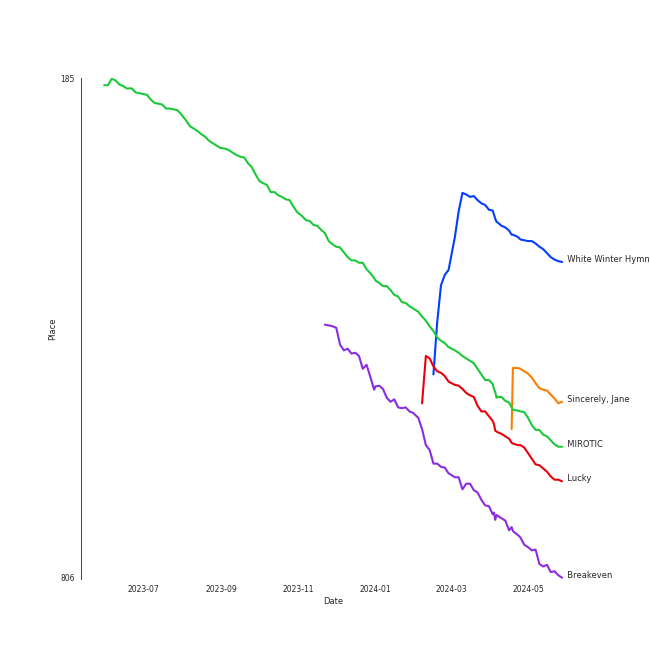 185
White Winter Hymn
Place
Sincerely, Jane
MIROTIC
Lucky
Breakeven
806
2023-07 2023-09 2023-11 2024-01 2024-03 2024-05
Date